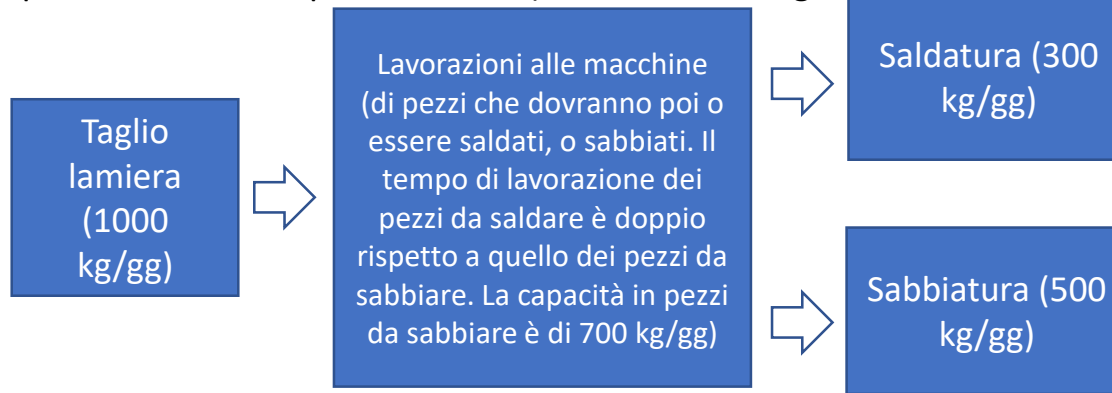 Taglio
lamiera
(1000
kg/gg)
Lavorazioni alle macchine
(di pezzi che dovranno poi o
essere saldati, o sabbiati. Il
tempo di lavorazione dei
pezzi da saldare è doppio
rispetto a quello dei pezzi da
sabbiare. La capacità in pezzi
da sabbiare è di 700 kg/gg)
Saldatura (300
kg/gg)
Sabbiatura (500
kg/gg)